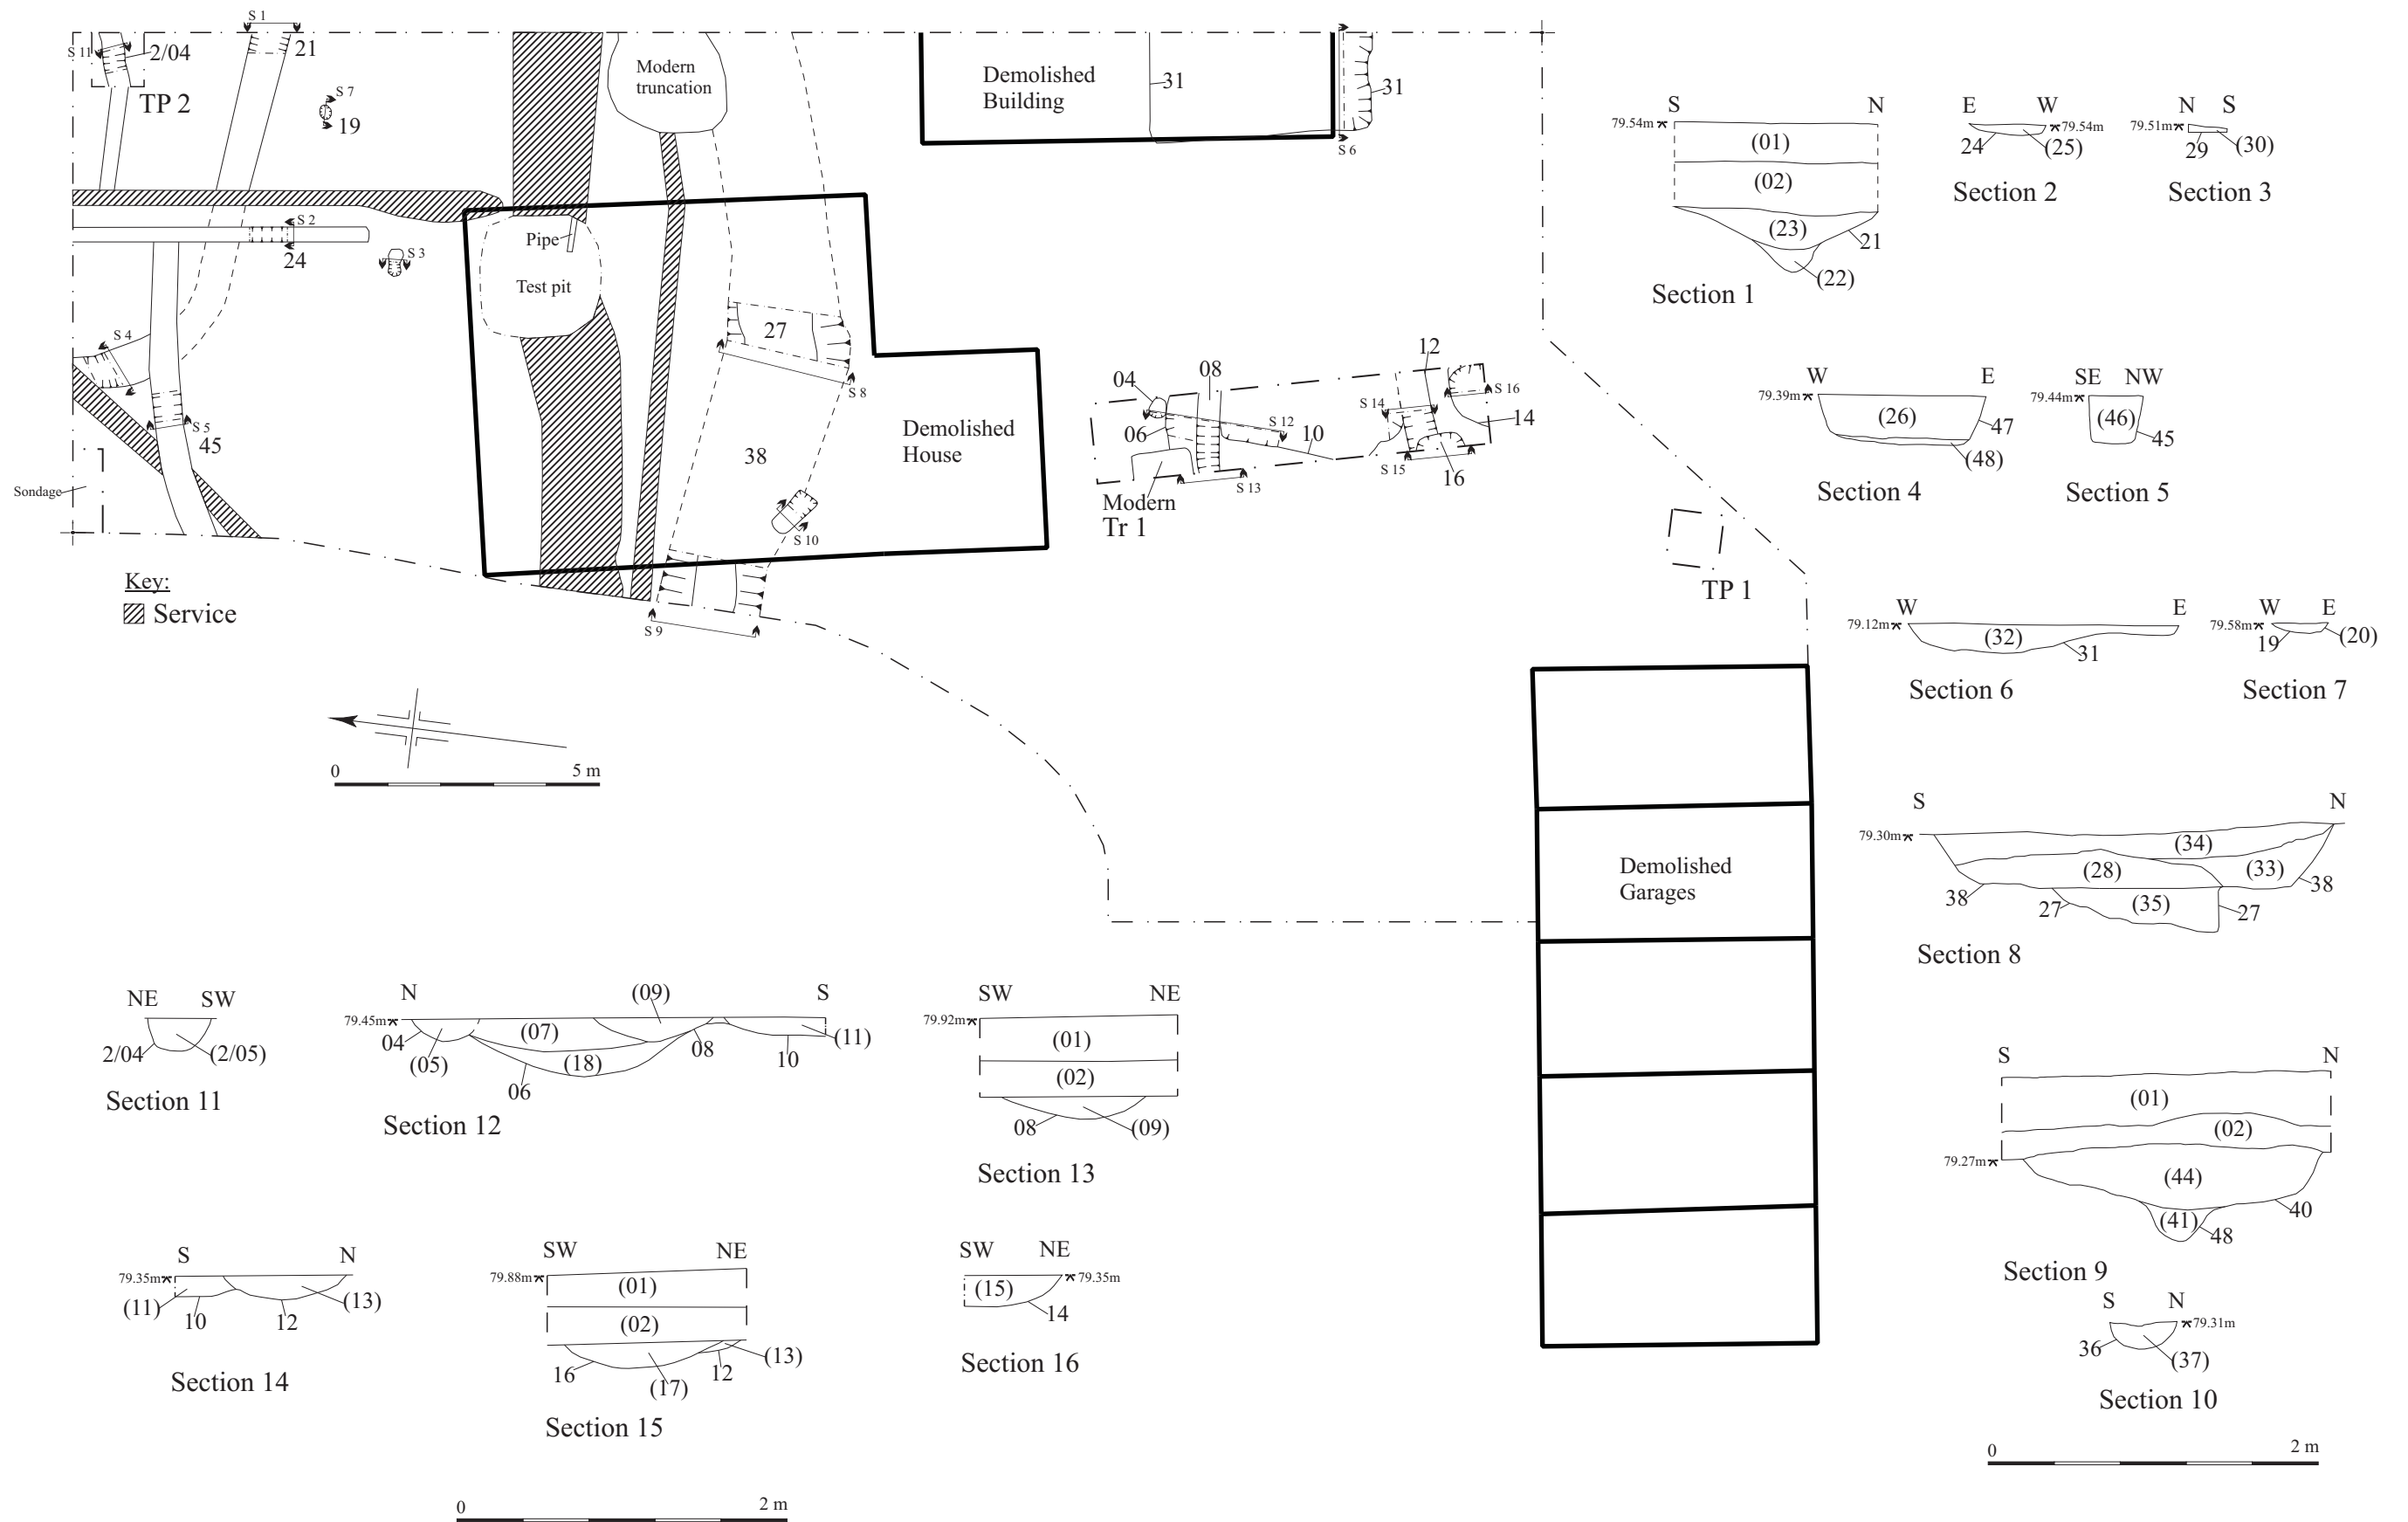 S 1
S 11
2/04
21
TP 2
S 7
19
Modern
truncation
Demolished
Building
31
31
S 6
S 2
24
S 3
Pipe
Test pit
S 4
27
S 8
S 5
45
38
Demolished
House
Sondage
S 10
S 9
04
08
12
S 16
S 14
S 12
06
10
14
S 15
16
S 13
Modern
Tr 1
TP 1
Key:
Service
0 5 m
Demolished
Garages
S N
79.54m
(01)
(02)
(23)
21
(22)
Section 1
E W
79.54m
24 (25)
Section 2
N S
79.51m
29 (30)
Section 3
W E
79.39m
(26)
47
(48)
Section 4
SE NW
79.44m
(46)
45
Section 5
W E
79.12m
(32)
31
Section 6
W E
79.58m
19 (20)
Section 7
S N
79.30m
(34)
(28) (33)
38 38
27 (35) 27
Section 8
S N
(01)
(02)
79.27m
(44)
40
(41) 48
Section 9
S N
79.31m
36 (37)
Section 10
0 2 m
NE SW
2/04 (2/05)
Section 11
N (09) S
79.45m
(07)
04 (05) (18) 08 10 (11)
06
Section 12
SW NE
79.92m
(01)
(02)
08 (09)
Section 13
S N
79.35m
(11) 10 12 (13)
Section 14
SW NE
79.88m
(01)
(02)
16 (17) 12 (13)
Section 15
SW NE
79.35m
(15)
14
Section 16
0 2 m